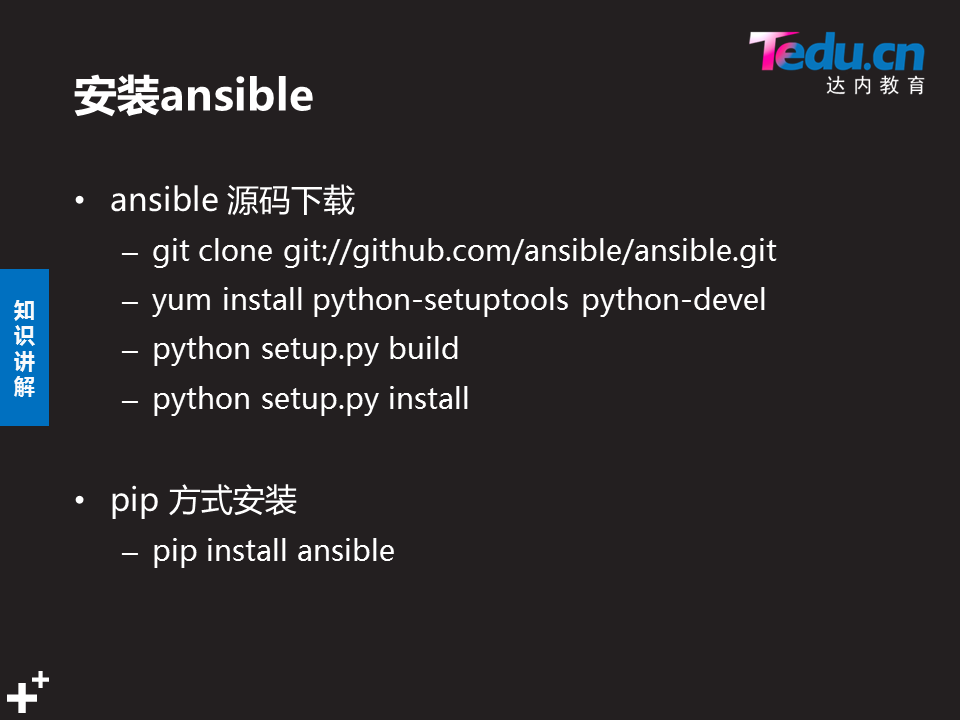 Tedu.cn
达内教育
安装ansible
• ansible 源码下载
– git clone git://github.com/ansible/ansible.git
– yum install python-setuptools python-devel
– python setup.py build
– python setup.py install
知识讲解
• pip 方式安装
– pip install ansible